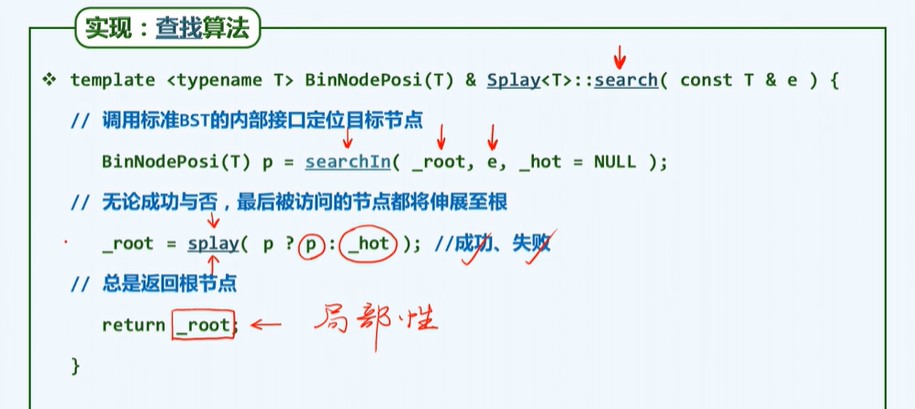 实现：查找算法
❖ template <typename T> BinNodePosi(T) & Splay<T>::search( const T & e ) {
// 调用标准BST的内部接口定位目标节点
BinNodePosi(T) p = searchIn( _root, e, _hot = NULL );
// 无论成功与否，最后被访问的节点都将伸展至根
_root = splay( p ? p : _hot ); //成功、失败
// 总是返回根节点
return _root; ← 局部性
}